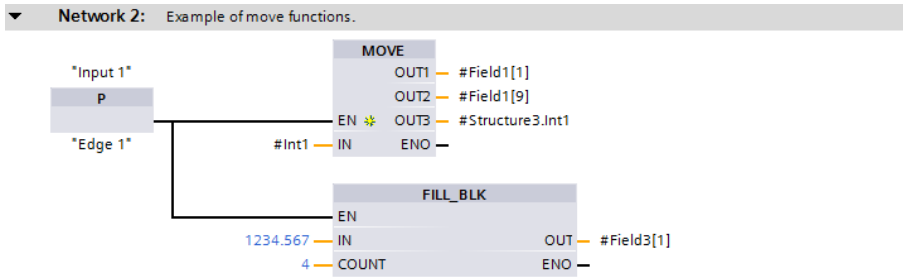 Network 2: Example of move functions.
MOVE
"Input 1" OUT1 #Field1[1]
P OUT2 #Field1[9]
EN OUT3 #Structure3.Int1
"Edge 1" #Int1 IN ENO
FILL_BLK
EN
1234.567 IN OUT #Field3[1]
4 COUNT ENO